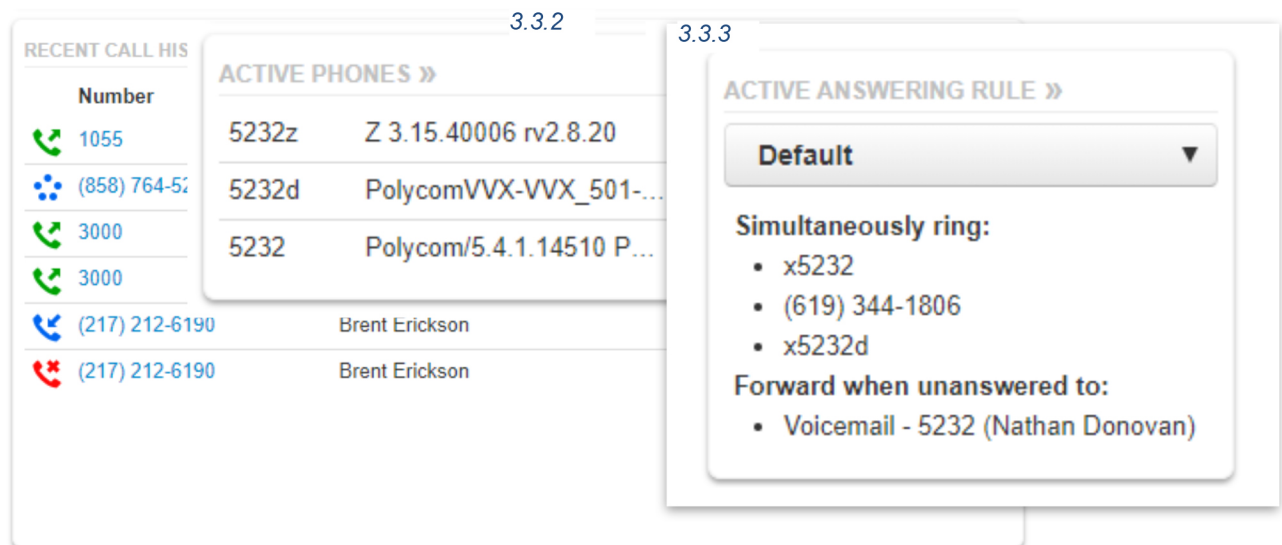 3.3.2
3.3.3
RECENT CALL HIS
Number
1055
(858) 764-52
3000
3000
(217) 212-6190 Brent Erickson
(217) 212-6190 Brent Erickson
ACTIVE PHONES »
5232z Z 3.15.40006 rv2.8.20
5232d PolycomVVX-VVX_501-...
5232 Polycom/5.4.1.14510 P...
ACTIVE ANSWERING RULE »
Default ▼
Simultaneously ring:
• x5232
• (619) 344-1806
• x5232d
Forward when unanswered to:
• Voicemail - 5232 (Nathan Donovan)